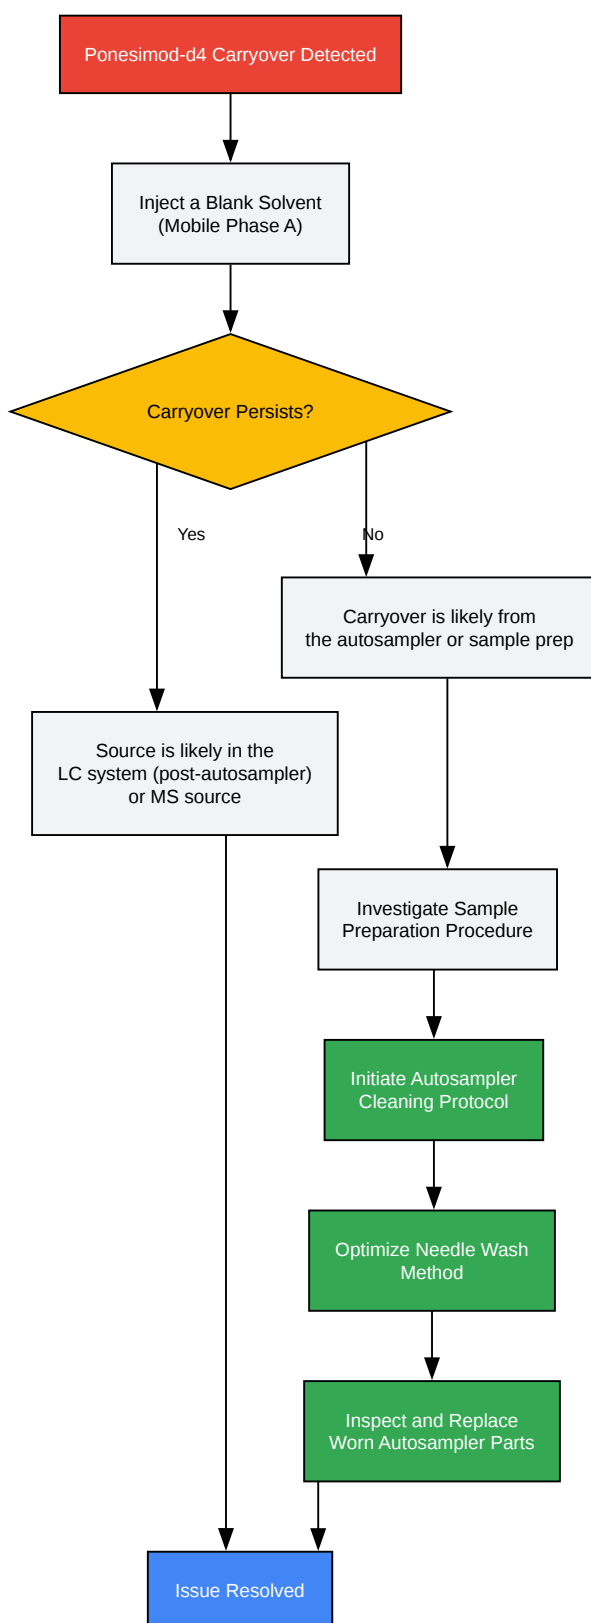 Ponesimod-d4 Carryover Detected
Inject a Blank Solvent
(Mobile Phase A)
Carryover Persists?
Yes
No
Carryover is likely from
the autosampler or sample prep
Source is likely in the
LC system (post-autosampler)
or MS source
Investigate Sample
Preparation Procedure
Initiate Autosampler
Cleaning Protocol
Optimize Needle Wash
Method
Inspect and Replace
Worn Autosampler Parts
Issue Resolved